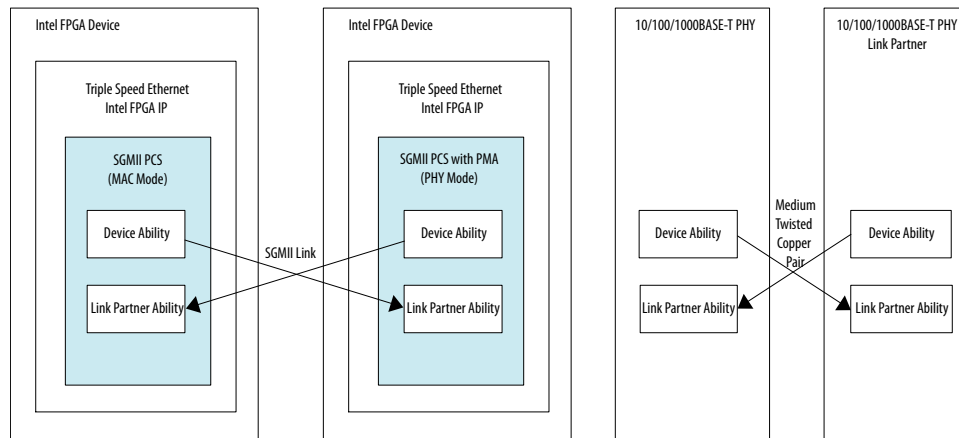 Intel FPGA Device
Triple Speed Ethernet
Intel FPGA IP
SGMII PCS
(MAC Mode)
Device Ability
Link Partner Ability
SGMII Link
Intel FPGA Device
Triple Speed Ethernet
Intel FPGA IP
SGMII PCS with PMA
(PHY Mode)
Device Ability
Link Partner Ability
10/100/1000BASE-T PHY
Device Ability
Link Partner Ability
Medium
Twisted
Copper
Pair
10/100/1000BASE-T PHY
Link Partner
Device Ability
Link Partner Ability